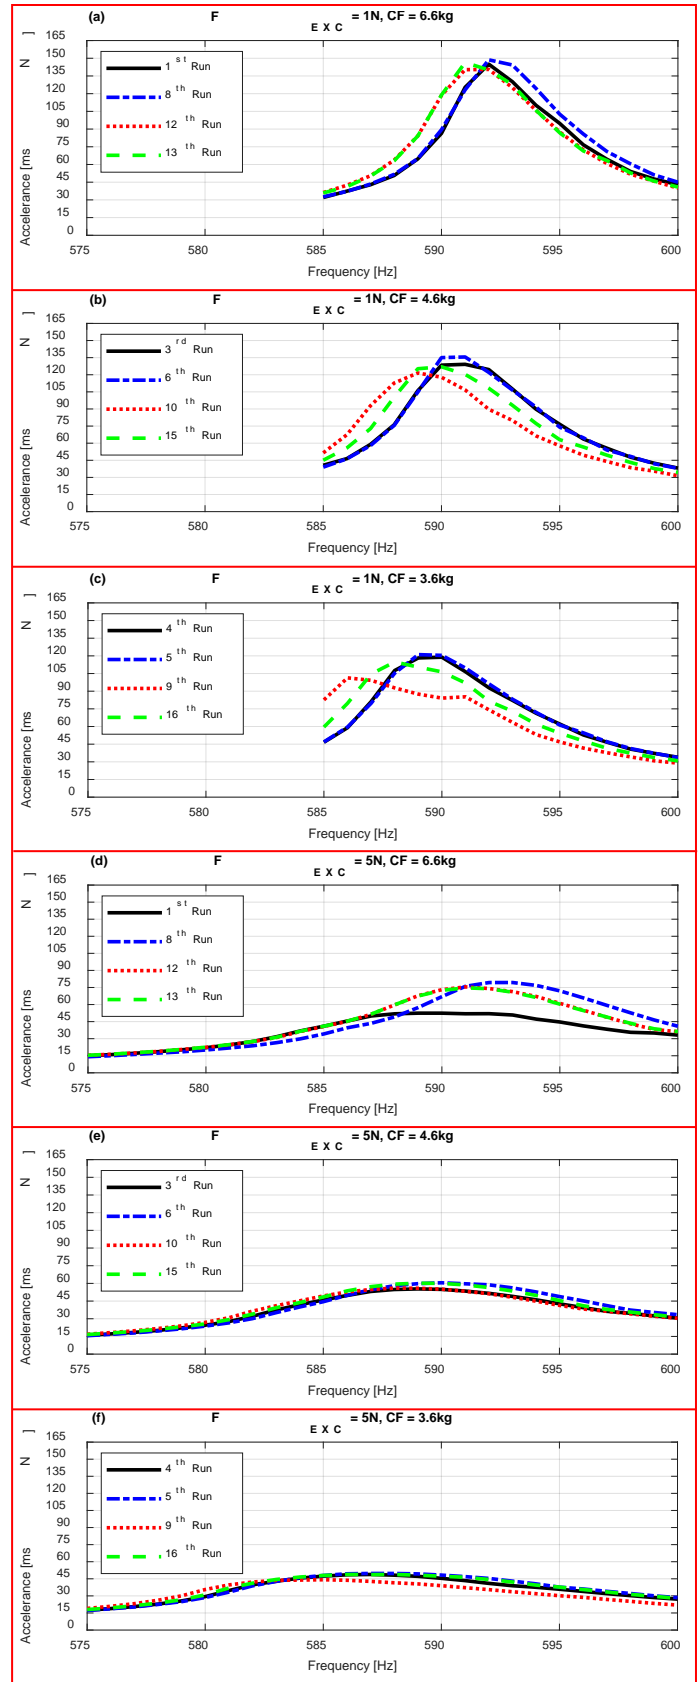 (a) F E X C = 1N, CF = 6.6kg
165
150
135
120
105
90
75
60
45
30
15
0
Accelerance [ms N ]
1 st Run
8 th Run
12 th Run
13 th Run
575 580 585 590 595 600
Frequency [Hz]
(b) F E X C = 1N, CF = 4.6kg
165
150
135
120
105
90
75
60
45
30
15
0
Accelerance [ms N ]
3 rd Run
6 th Run
10 th Run
15 th Run
575 580 585 590 595 600
Frequency [Hz]
(c) F E X C = 1N, CF = 3.6kg
165
150
135
120
105
90
75
60
45
30
15
0
Accelerance [ms N ]
4 th Run
5 th Run
9 th Run
16 th Run
575 580 585 590 595 600
Frequency [Hz]
(d) F E X C = 5N, CF = 6.6kg
165
150
135
120
105
90
75
60
45
30
15
0
Accelerance [ms N ]
1 st Run
8 th Run
12 th Run
13 th Run
575 580 585 590 595 600
Frequency [Hz]
(e) F E X C = 5N, CF = 4.6kg
165
150
135
120
105
90
75
60
45
30
15
0
Accelerance [ms N ]
3 rd Run
6 th Run
10 th Run
15 th Run
575 580 585 590 595 600
Frequency [Hz]
(f) F E X C = 5N, CF = 3.6kg
165
150
135
120
105
90
75
60
45
30
15
0
Accelerance [ms N ]
4 th Run
5 th Run
9 th Run
16 th Run
575 580 585 590 595 600
Frequency [Hz]